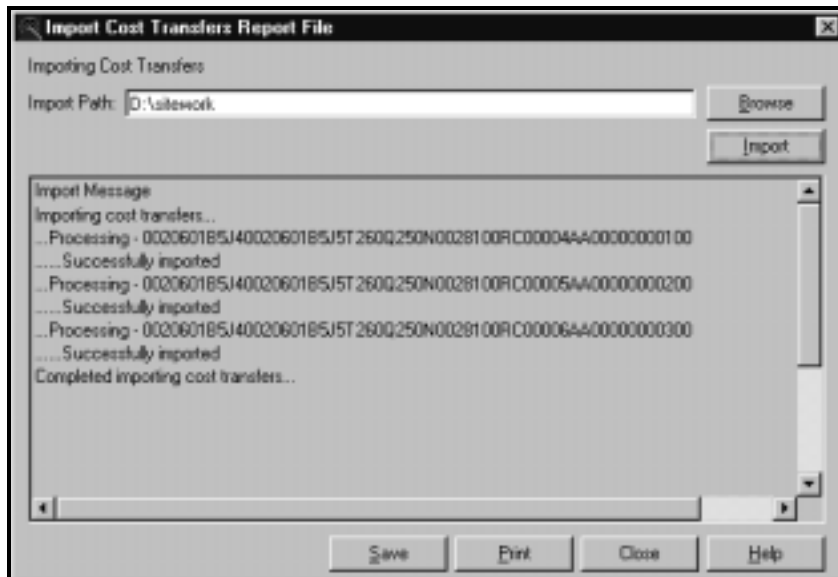 Import Cost Transfers Report File
Importing Cost Transfers
Import Path: D:\sitework
Browse
Import
Import Message
Importing cost transfers...
...Processing - 0020601B5J40020601B5J5T260Q250N0028100RC00004AA00000000100
......Successfully imported
...Processing - 0020601B5J40020601B5J5T260Q250N0028100RC00005AA00000000200
......Successfully imported
...Processing - 0020601B5J40020601B5J5T260Q250N0028100RC00006AA00000000300
......Successfully imported
Completed importing cost transfers...
Save Print Close Help